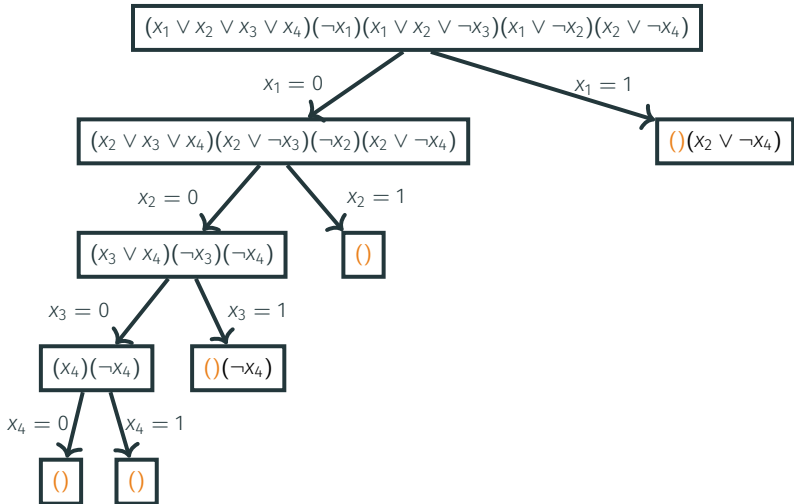 (x₁ ∨ x₂ ∨ x₃ ∨ x₄)(¬x₁)(x₁ ∨ x₂ ∨ ¬x₃)(x₁ ∨ ¬x₂)(x₂ ∨ ¬x₄)
x₁ = 0
x₁ = 1
(x₂ ∨ x₃ ∨ x₄)(x₂ ∨ ¬x₃)(¬x₂)(x₂ ∨ ¬x₄)
()(x₂ ∨ ¬x₄)
x₂ = 0
x₂ = 1
(x₃ ∨ x₄)(¬x₃)(¬x₄)
()
x₃ = 0
x₃ = 1
(x₄)(¬x₄)
()(¬x₄)
x₄ = 0
x₄ = 1
()
()